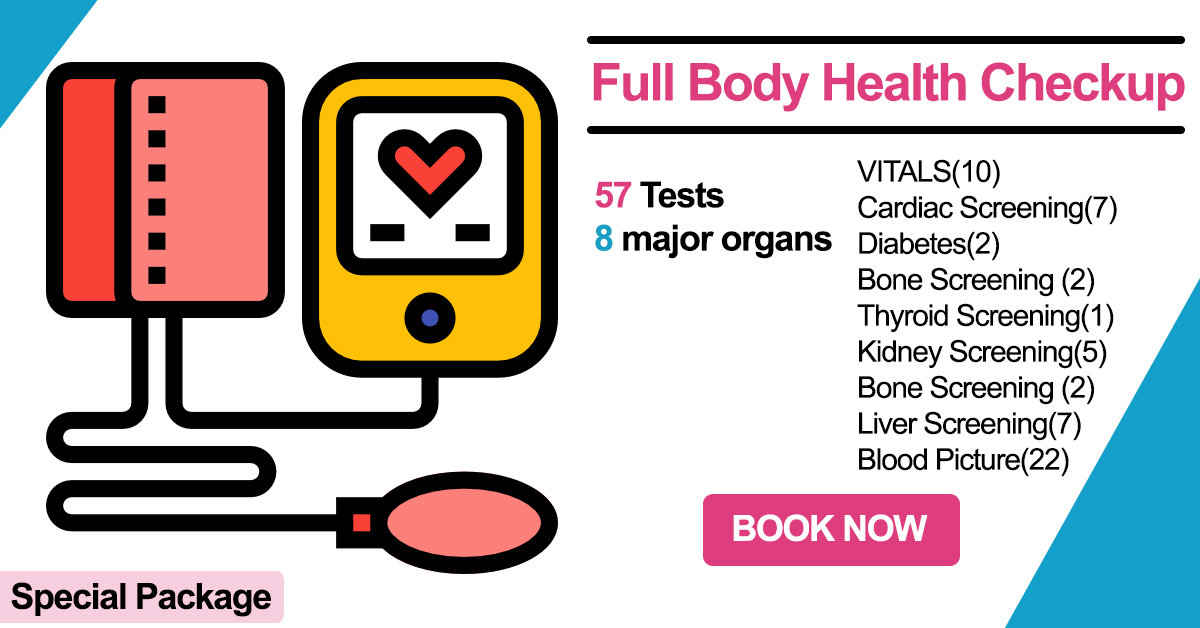 Full Body Health Checkup
57 Tests
8 major organs
VITALS(10)
Cardiac Screening(7)
Diabetes(2)
Bone Screening (2)
Thyroid Screening(1)
Kidney Screening(5)
Bone Screening (2)
Liver Screening(7)
Blood Picture(22)
BOOK NOW
Special Package